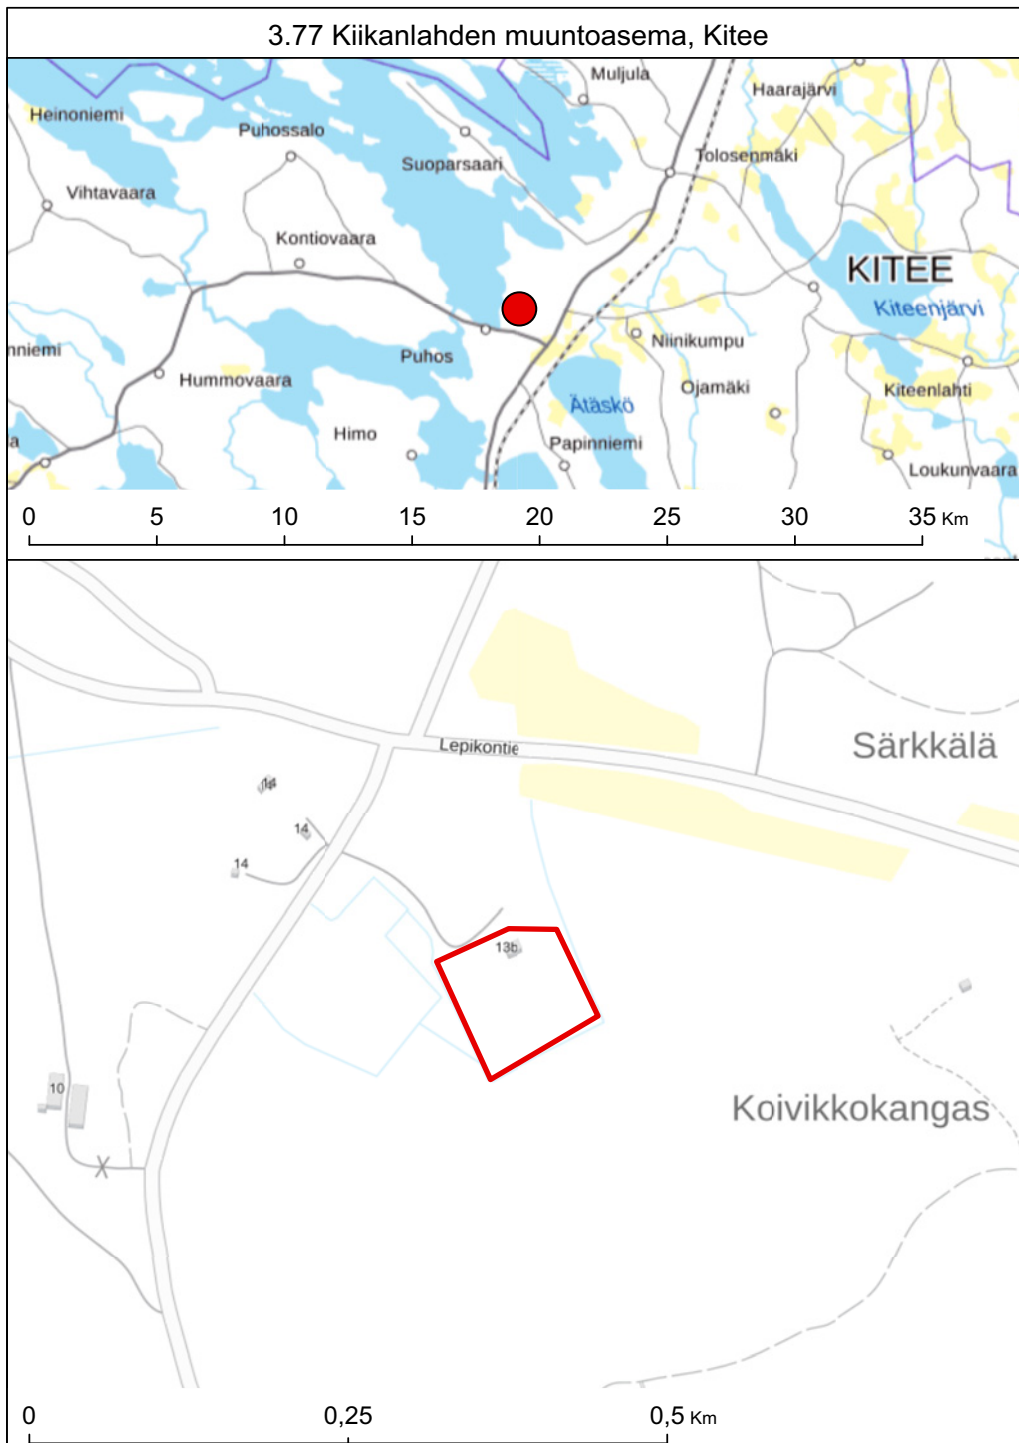 3.77 Kiikanlahden muuntoasema, Kitee
Muljula
Haarajärvi
Heinoniemi
Puhossalo
Suoparsaari
Tolosenmäki
Vihtavaara
Kontiovaara
KITEE
Kiteenjärvi
nniemi
Puhos
Niinikumpu
Hummovaara
Ojamäki
Kiteenlahti
Ätäskö
Himo
Papinniemi
a
Loukunvaara
0 5 10 15 20 25 30 35 Km
Lepikontie
Särkkälä
14
14
14
13b
10
Koivikkokangas
0 0,25 0,5 Km